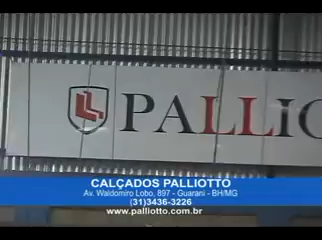 PALLIO
CALÇADOS PALLIOTTO
Av. Waldomiro Lobo, 897 - Guarani - BH/MG
(31)3436-3226
www.palliotto.com.br